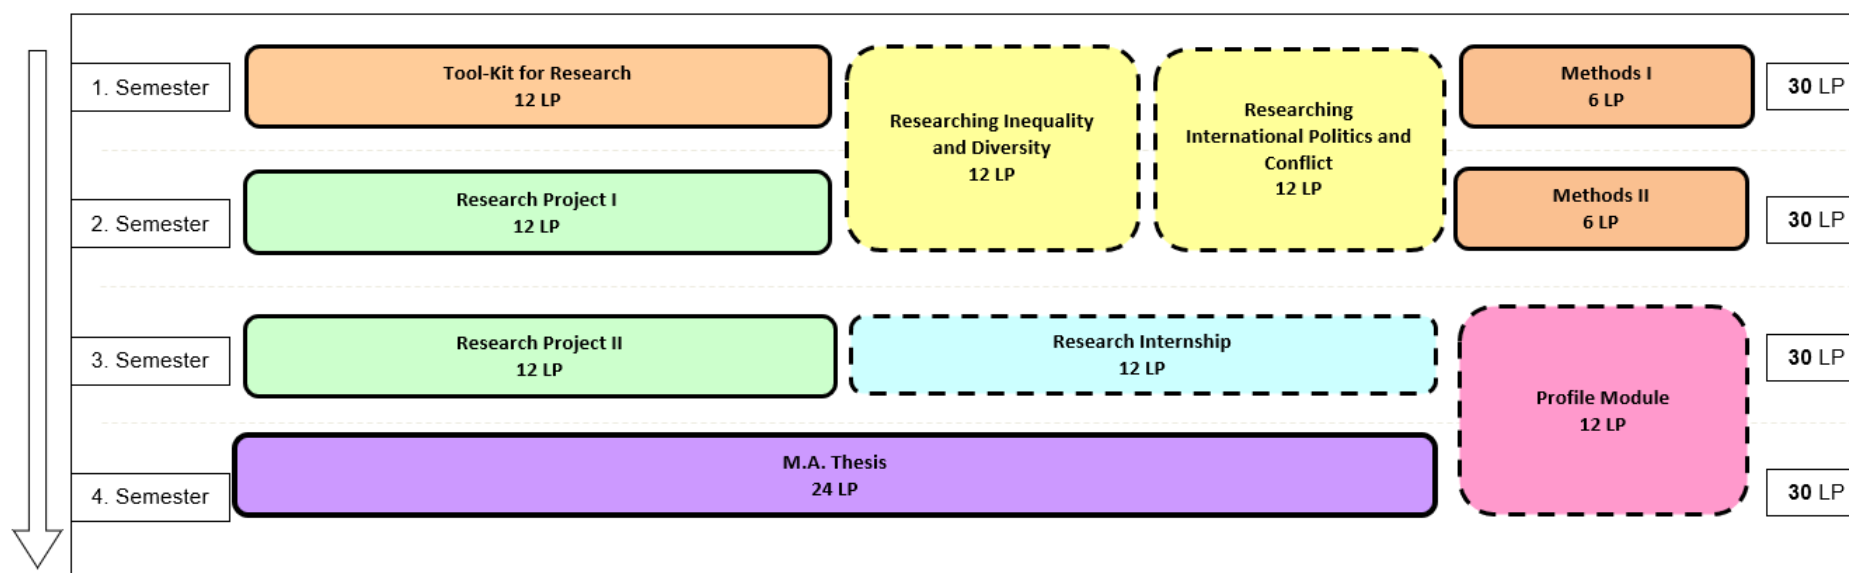 1. Semester
Tool-Kit for Research
12 LP
Researching Inequality
and Diversity
12 LP
Researching
International Politics and
Conflict
12 LP
Methods I
6 LP
30 LP
2. Semester
Research Project I
12 LP
Methods II
6 LP
30 LP
3. Semester
Research Project II
12 LP
Research Internship
12 LP
Profile Module
12 LP
30 LP
4. Semester
M.A. Thesis
24 LP
30 LP